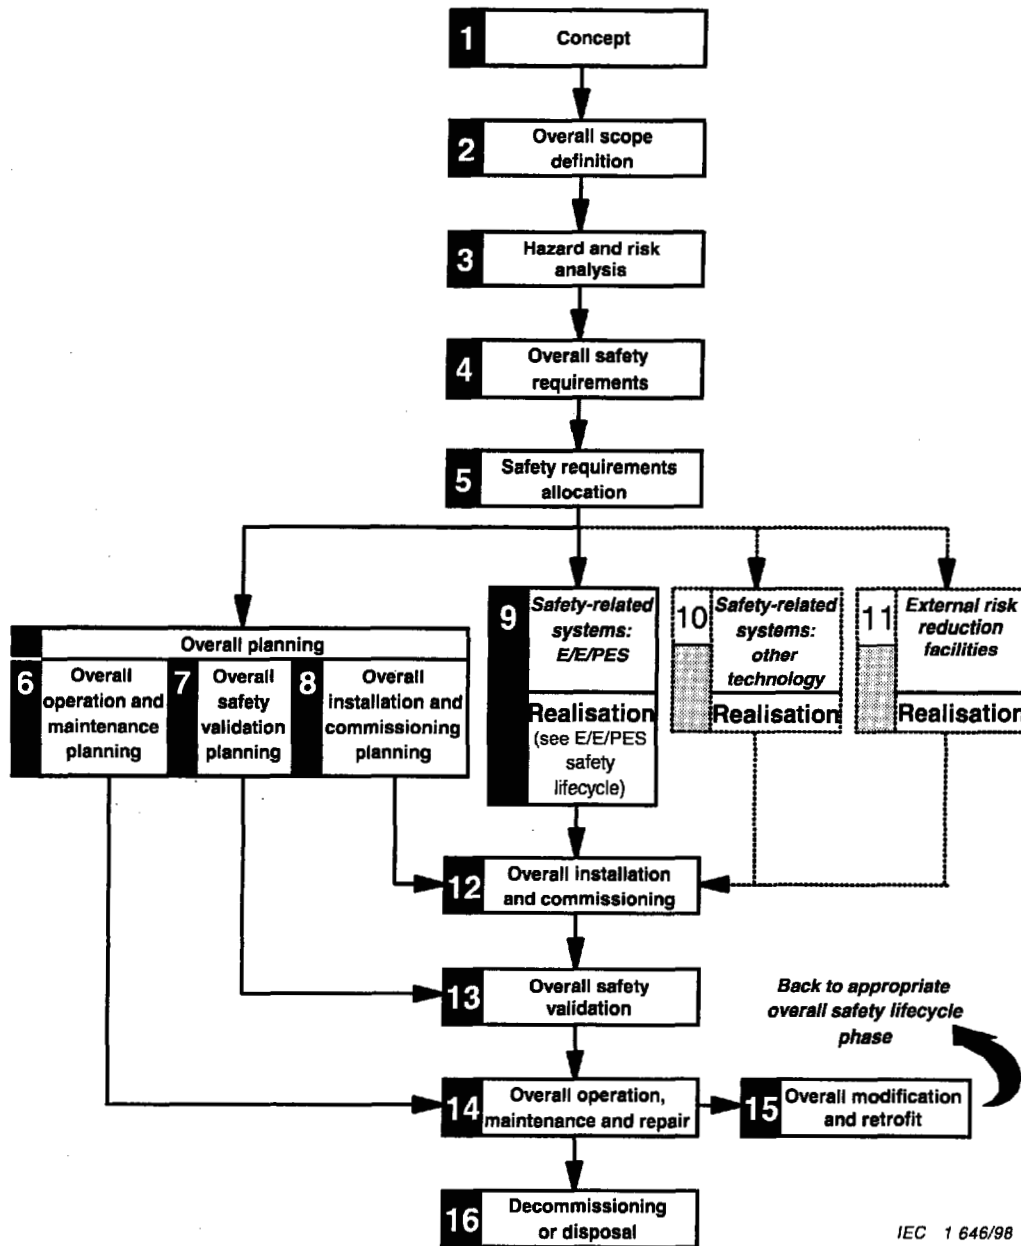 1
Concept
2
Overall scope
definition
3
Hazard and risk
analysis
4
Overall safety
requirements
5
Safety requirements
allocation
Overall planning
6
Overall
operation and
maintenance
planning
7
Overall
safety
validation
planning
8
Overall
installation and
commissioning
planning
9
Safety-related
systems:
E/E/PES
Realisation
(see E/E/PES
safety
lifecycle)
10
Safety-related
systems:
other
technology
Realisation
11
External risk
reduction
facilities
Realisation
12
Overall installation
and commissioning
13
Overall safety
validation
Back to appropriate
overall safety lifecycle
phase
14
Overall operation,
maintenance and repair
15
Overall modification
and retrofit
16
Decommissioning
or disposal
IEC 1 646/98